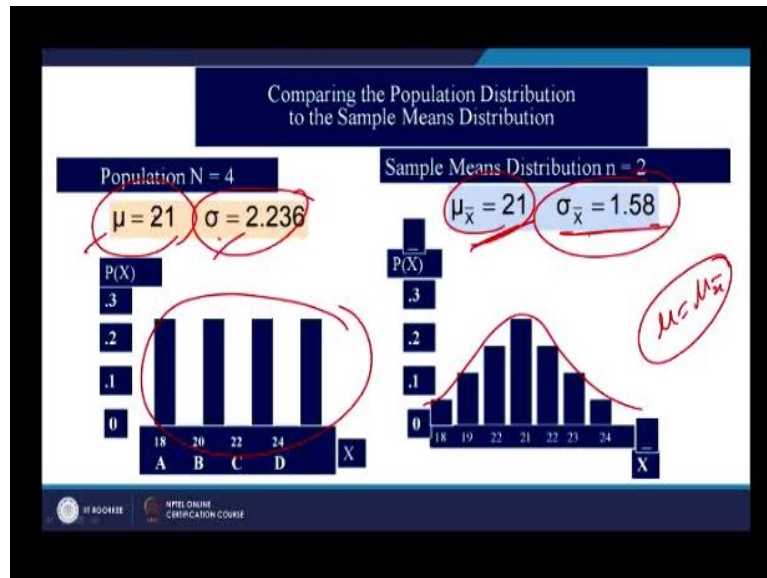 Comparing the Population Distribution
to the Sample Means Distribution
Population N = 4
μ = 21 σ = 2.236
P(X)
.3
.2
.1
0
18 20 22 24
A B C D
X
Sample Means Distribution n = 2
μX̄ = 21 σX̄ = 1.58
_
P(X)
.3
.2
.1
0
18 19 22 21 22 23 24
_
X
μ = μx̄
IIT ROORKEE
NPTEL ONLINE
CERTIFICATION COURSE